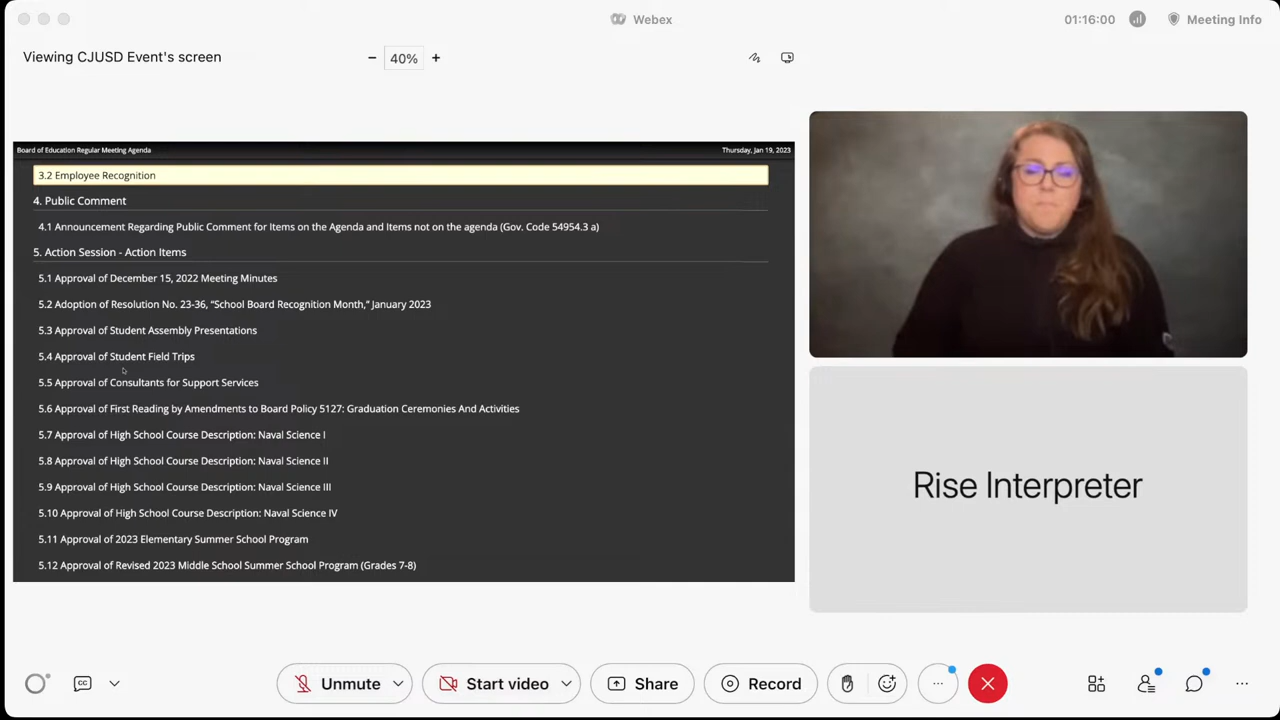 Webex
01:16:00
Meeting Info
Viewing CJUSD Event's screen
− 40% +
Board of Education Regular Meeting Agenda
Thursday, Jan 19, 2023
3.2 Employee Recognition
4. Public Comment
4.1 Announcement Regarding Public Comment for Items on the Agenda and Items not on the agenda (Gov. Code 54954.3 a)
5. Action Session - Action Items
5.1 Approval of December 15, 2022 Meeting Minutes
5.2 Adoption of Resolution No. 23-36, “School Board Recognition Month,” January 2023
5.3 Approval of Student Assembly Presentations
5.4 Approval of Student Field Trips
5.5 Approval of Consultants for Support Services
5.6 Approval of First Reading by Amendments to Board Policy 5127: Graduation Ceremonies And Activities
5.7 Approval of High School Course Description: Naval Science I
5.8 Approval of High School Course Description: Naval Science II
5.9 Approval of High School Course Description: Naval Science III
5.10 Approval of High School Course Description: Naval Science IV
5.11 Approval of 2023 Elementary Summer School Program
5.12 Approval of Revised 2023 Middle School Summer School Program (Grades 7-8)
Rise Interpreter
CC
Unmute
Start video
Share
Record